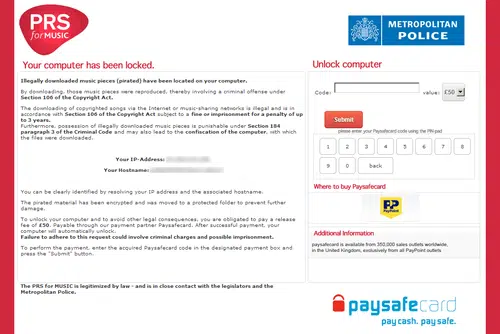 PRS
for MUSIC
METROPOLITAN
POLICE
Your computer has been locked.
Illegally downloaded music pieces (pirated) have been located on your computer.
By downloading, those music pieces were reproduced, thereby involving a criminal offense under
Section 106 of the Copyright Act.
The downloading of copyrighted songs via the Internet or music-sharing networks is illegal and is in
accordance with Section 106 of the Copyright Act subject to a fine or imprisonment for a penalty of up
to 3 years.
Furthermore, possession of illegally downloaded music pieces is punishable under Section 184
paragraph 3 of the Criminal Code and may also lead to the confiscation of the computer, with which
the files were downloaded.
Your IP-Address:
Your Hostname:
You can be clearly identified by resolving your IP address and the associated hostname.
The pirated material has been encrypted and was moved to a protected folder to prevent further
damage.
To unlock your computer and to avoid other legal consequences, you are obligated to pay a release
fee of £50. Payable through our payment partner Paysafecard. After successful payment, your
computer will automatically unlock.
Failure to adhere to this request could involve criminal charges and possible imprisonment.
To perform the payment, enter the acquired Paysafecard code in the designated payment box and
press the "Submit" button.
The PRS for MUSIC is legitimized by law - and is in close contact with the legislators and the
Metropolitan Police.
Unlock computer
Code: value: £50
Submit
please enter your Paysafecard code using the PIN-pad
1 2 3 4 5 6 7 8
9 0 back
Where to buy Paysafecard
PayPoint
Additional Information
paysafecard is available from 350,000 sales outlets worldwide,
in the United Kingdom, exclusively from all PayPoint outlets
paysafecard
pay cash. pay safe.